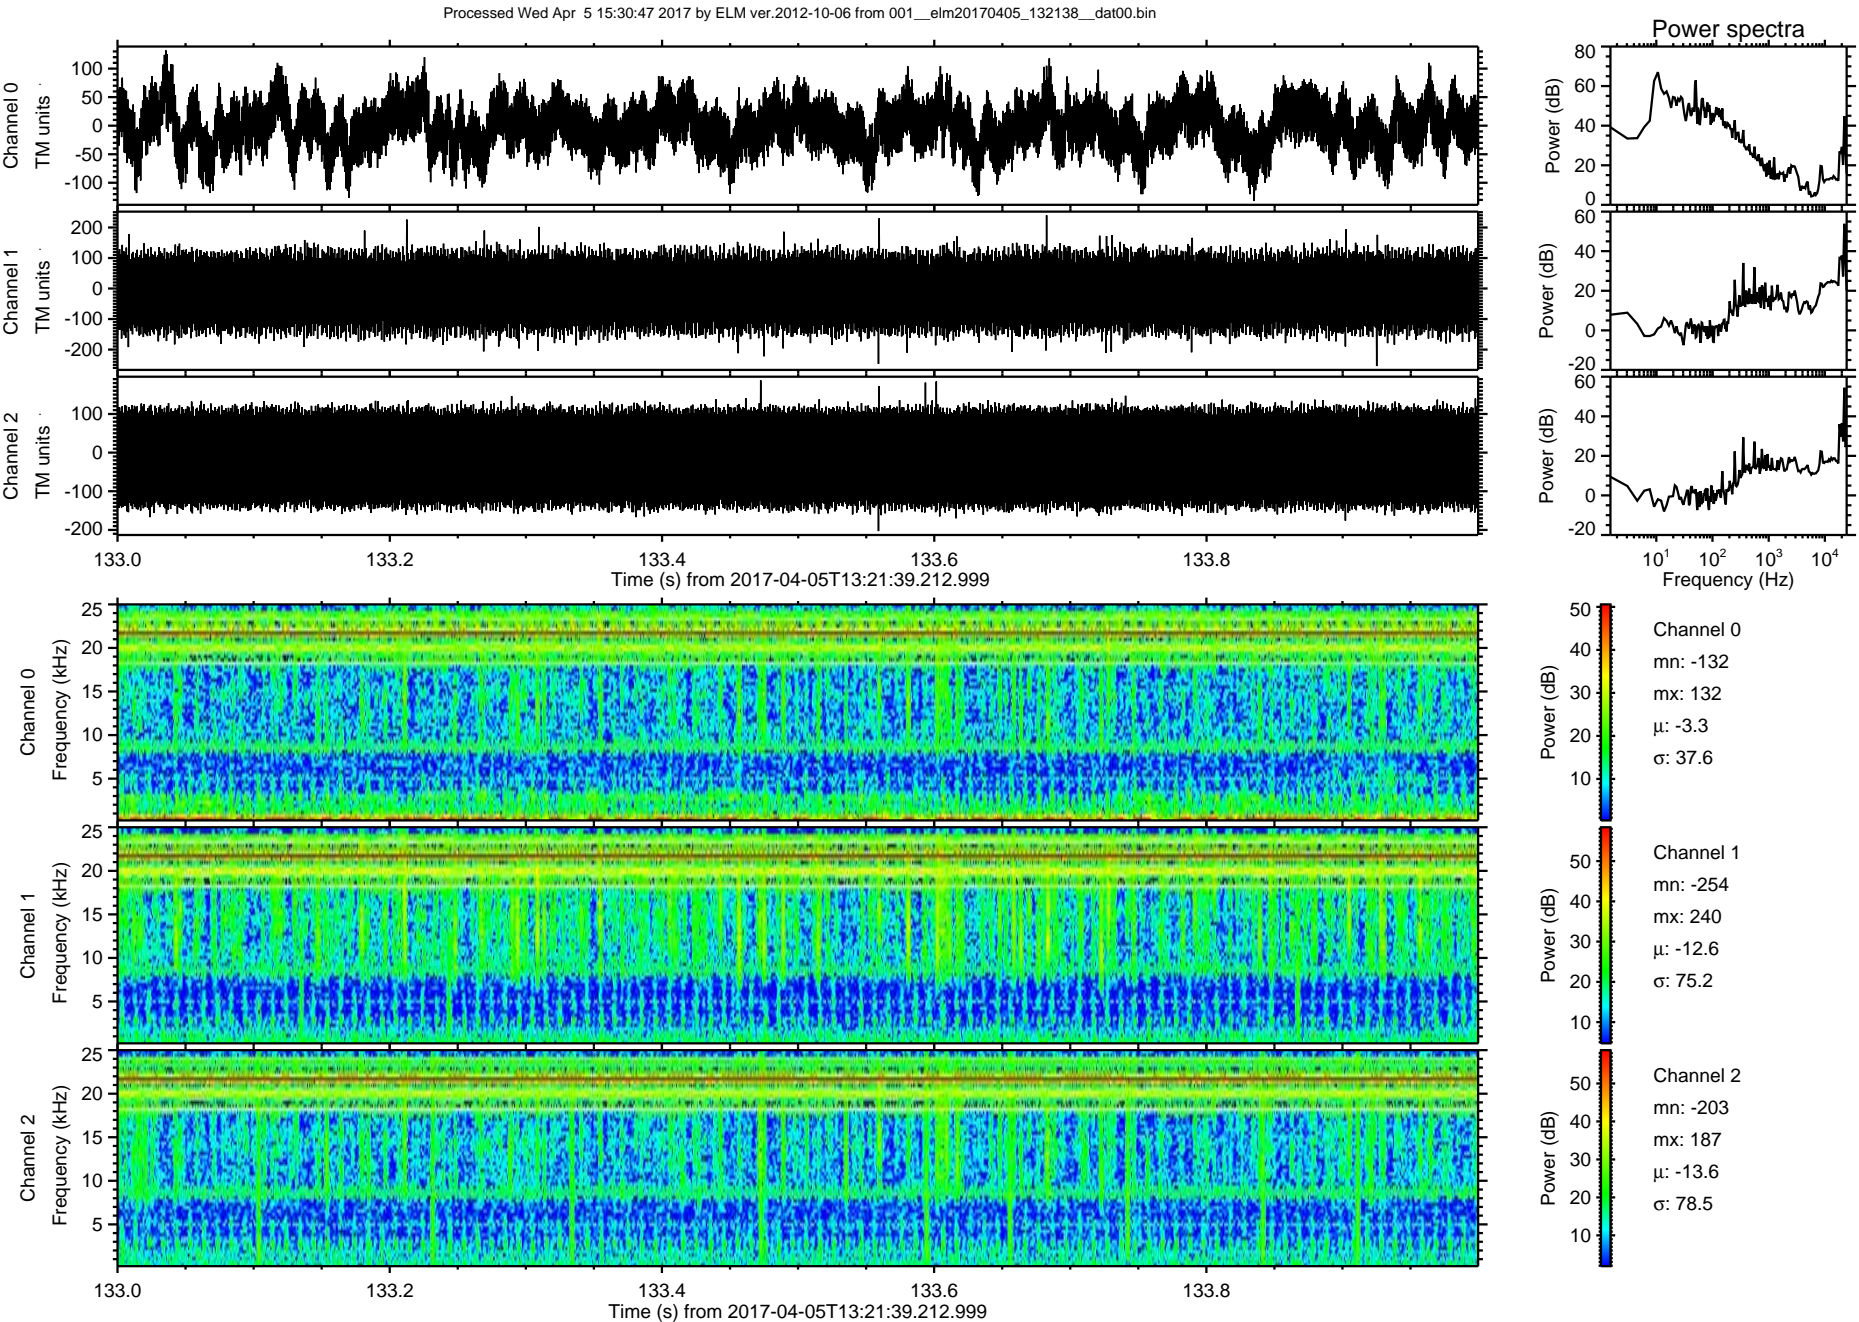 Processed Wed Apr  5 15:30:47 2017 by ELM ver.2012-10-06 from 001__elm20170405_132138__dat00.bin
Power spectra
Channel 0
TM units
100
50
0
-50
-100
Power (dB)
80
60
40
20
0
Channel 1
TM units
200
100
0
-100
-200
Power (dB)
60
40
20
0
-20
Channel 2
TM units
100
0
-100
-200
Power (dB)
60
40
20
0
-20
133.0 133.2 133.4 133.6 133.8
Time (s) from 2017-04-05T13:21:39.212.999
10^1 10^2 10^3 10^4
Frequency (Hz)
Channel 0
Frequency (kHz)
25
20
15
10
5
Power (dB)
50
40
30
20
10
Channel 0
mn: -132
mx: 132
μ: -3.3
σ: 37.6
Channel 1
Frequency (kHz)
25
20
15
10
5
Power (dB)
50
40
30
20
10
Channel 1
mn: -254
mx: 240
μ: -12.6
σ: 75.2
Channel 2
Frequency (kHz)
25
20
15
10
5
Power (dB)
50
40
30
20
10
Channel 2
mn: -203
mx: 187
μ: -13.6
σ: 78.5
133.0 133.2 133.4 133.6 133.8
Time (s) from 2017-04-05T13:21:39.212.999